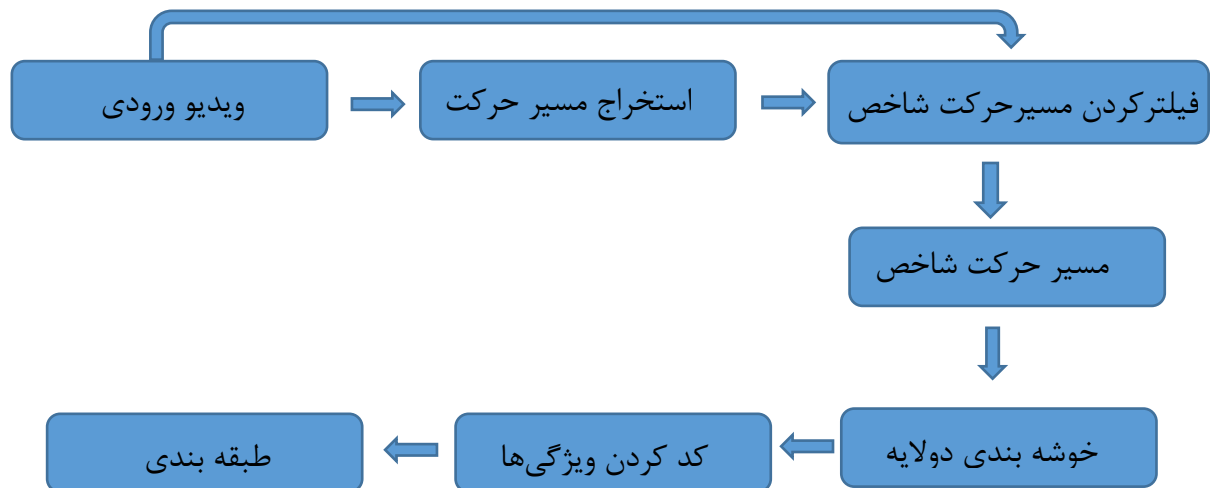 ویدیو ورودی
استخراج مسیر حرکت
فیلترکردن مسیرحرکت شاخص
مسیر حرکت شاخص
خوشه بندی دولایه
کد کردن ویژگی‌ها
طبقه بندی